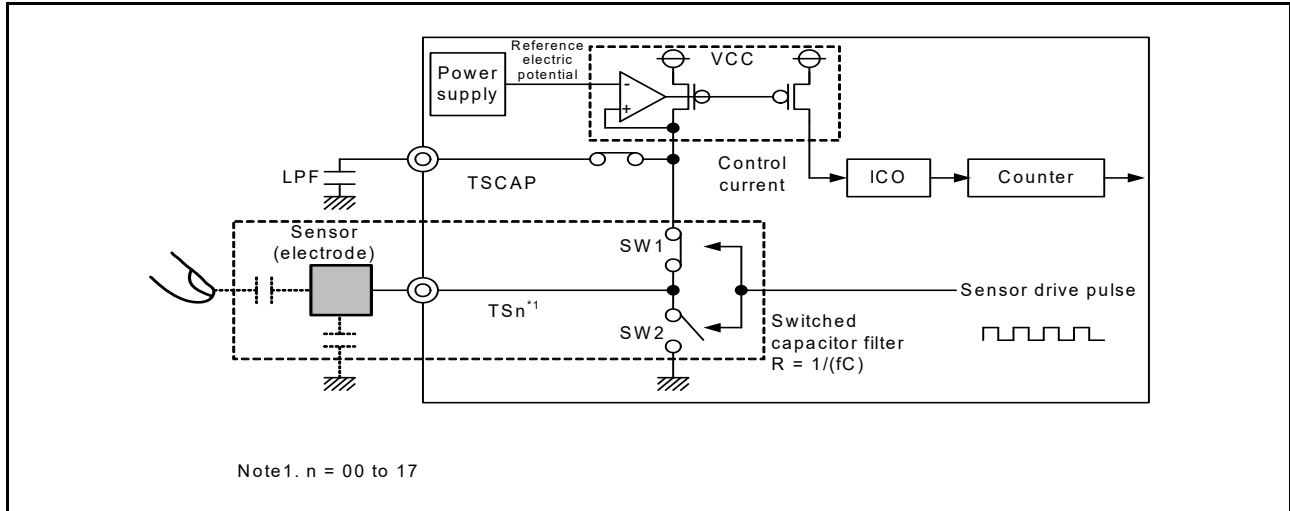 Power
supply
Reference
electric
potential
VCC
-
+
LPF
TSCAP
Control
current
ICO
Counter
Sensor
(electrode)
SW1
TSn*1
SW2
Sensor drive pulse
Switched
capacitor filter
R = 1/(fC)
Note1. n = 00 to 17